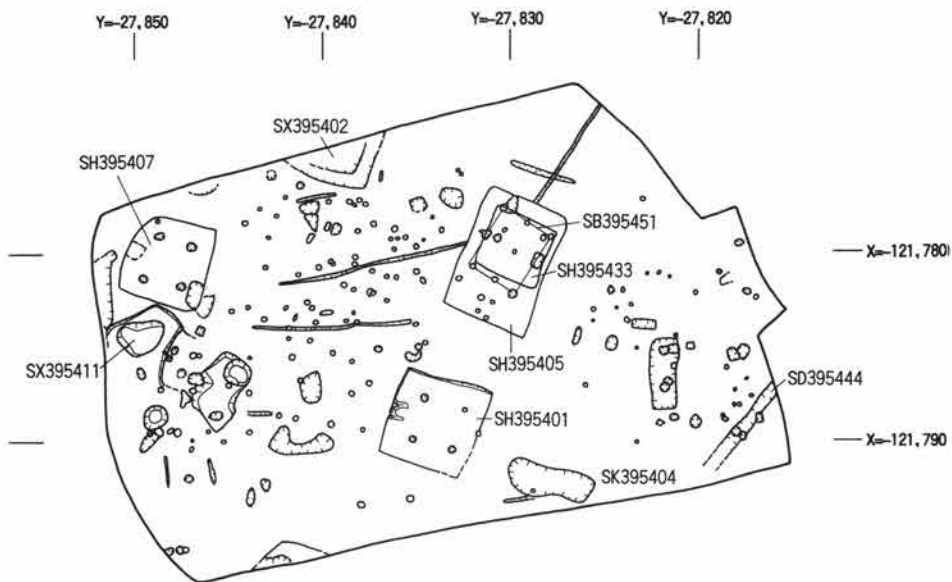 Y=-27,850
Y=-27,840
Y=-27,830
Y=-27,820
SX395402
SH395407
SB395451
X=-121,780)
SH395433
SH395405
SX395411
SD395444
SH395401
X=-121,790
SK395404